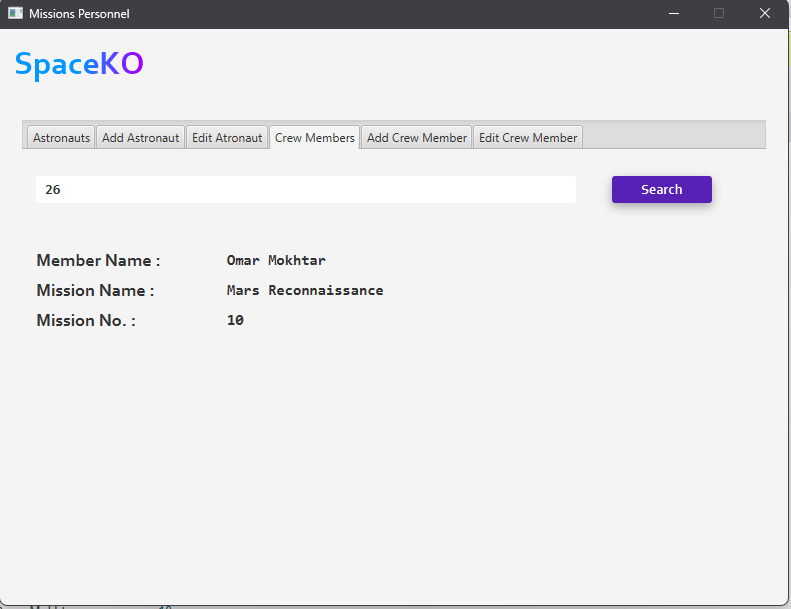 Missions Personnel
SpaceKO
Astronauts Add Astronaut Edit Atronaut Crew Members Add Crew Member Edit Crew Member
26 Search
Member Name : Omar Mokhtar
Mission Name : Mars Reconnaissance
Mission No. : 10